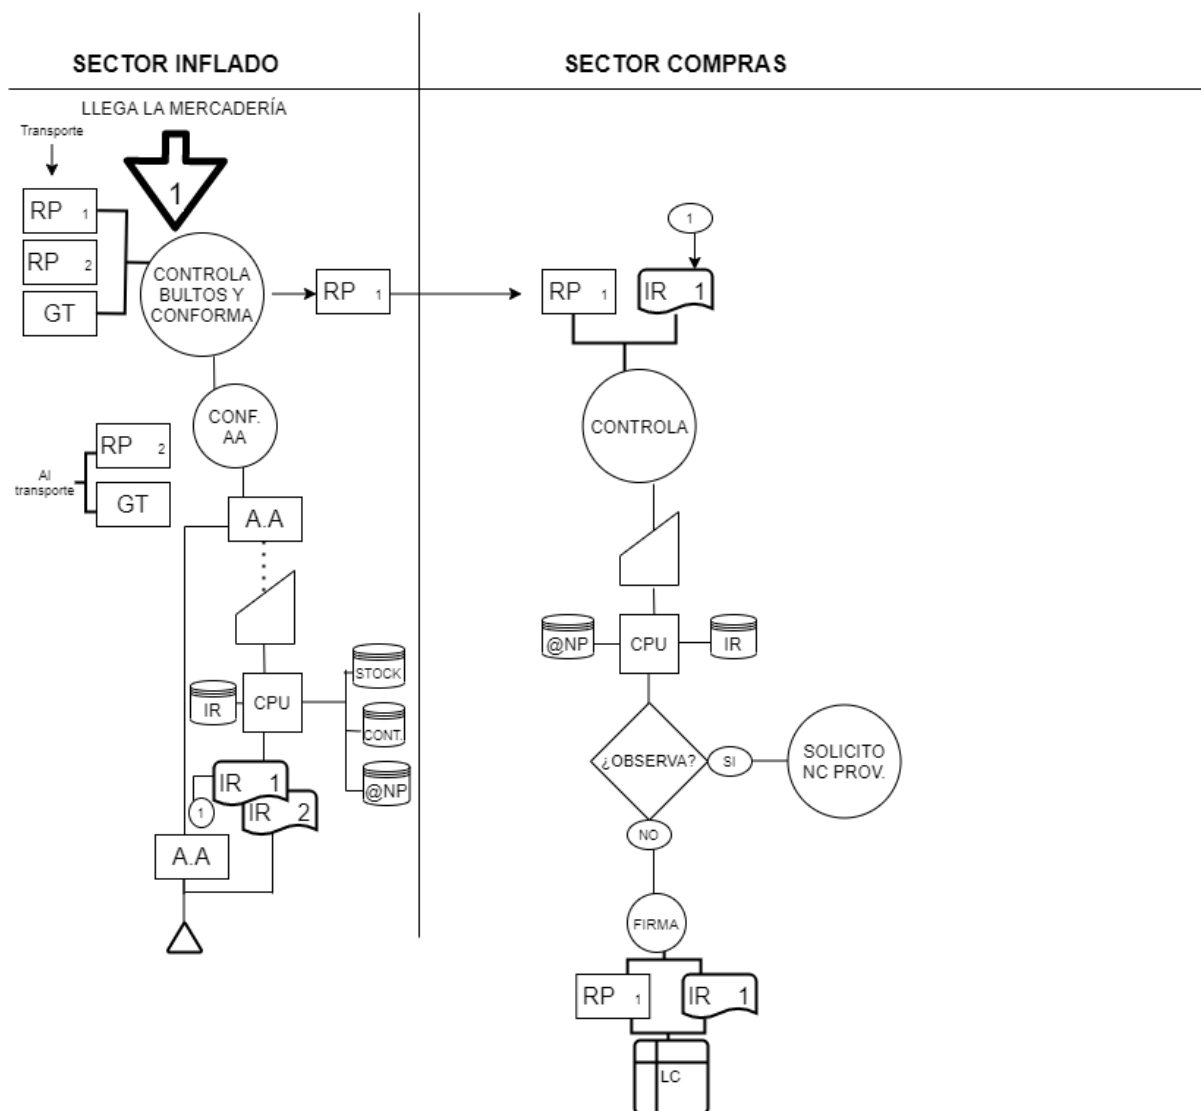 SECTOR INFLADO
SECTOR COMPRAS
LLEGA LA MERCADERÍA
Transporte
1
RP 1
RP 2
GT
CONTROLA
BULTOS Y
CONFORMA
RP 1
RP 1
1
IR 1
CONF.
AA
CONTROLA
Al
transporte
RP 2
GT
A.A
CPU
IR
STOCK
CONT.
@NP
IR 1
IR 2
1
A.A
@NP
CPU
IR
¿OBSERVA?
SI
SOLICITO
NC PROV.
NO
FIRMA
RP 1
IR 1
LC